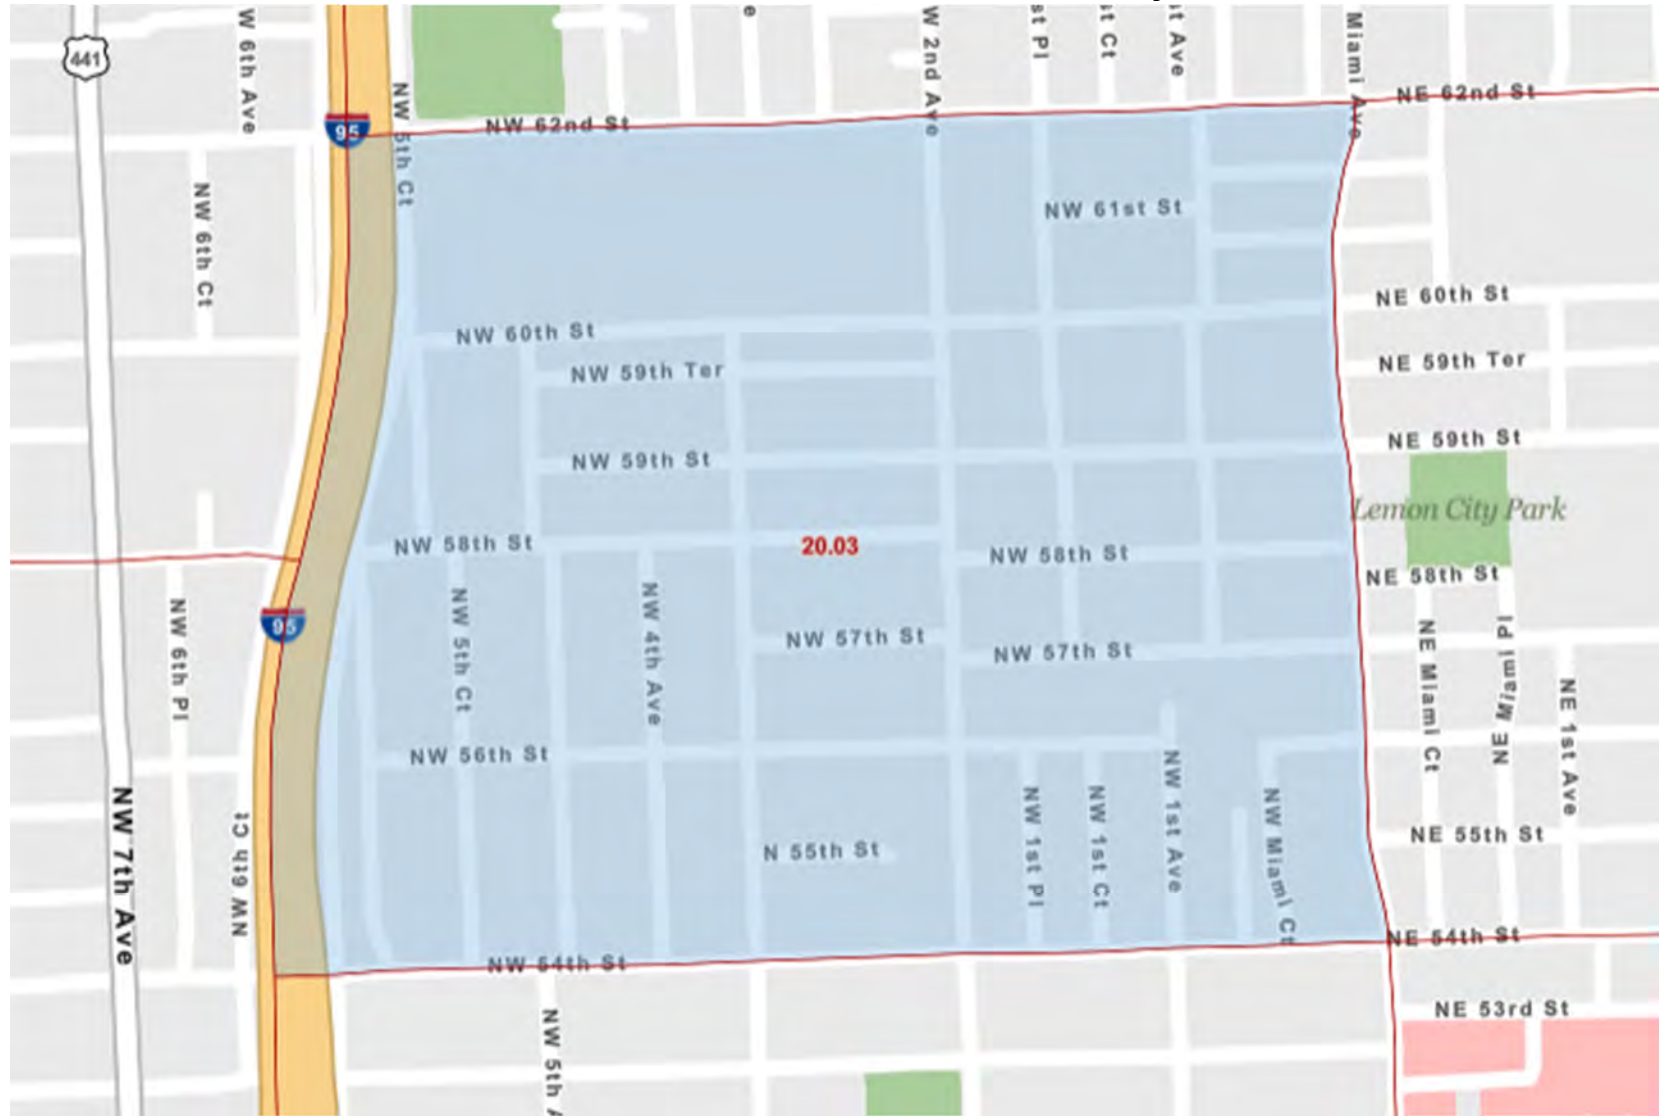 441
W 6th Ave
e
W 2nd Ave
st Pl
st Ct
st Ave
Miami Ave
NE 62nd St
NW 62nd St
95
NW 5th Ct
NW 6th Ct
NW 61st St
NE 60th St
NW 60th St
NE 59th Ter
NW 59th Ter
NE 59th St
NW 59th St
Lemon City Park
20.03
NW 58th St
NW 58th St
NE 58th St
95
NW 6th Pl
NW 5th Ct
NW 4th Ave
NW 57th St
NW 57th St
NE Miami Ct
NE Miami Pl
NE 1st Ave
NW 56th St
NW 7th Ave
NW 6th Ct
N 55th St
NW 1st Pl
NW 1st Ct
NW 1st Ave
NW Miami Ct
NE 55th St
NE 54th St
NW 54th St
NW 5th A
NE 53rd St